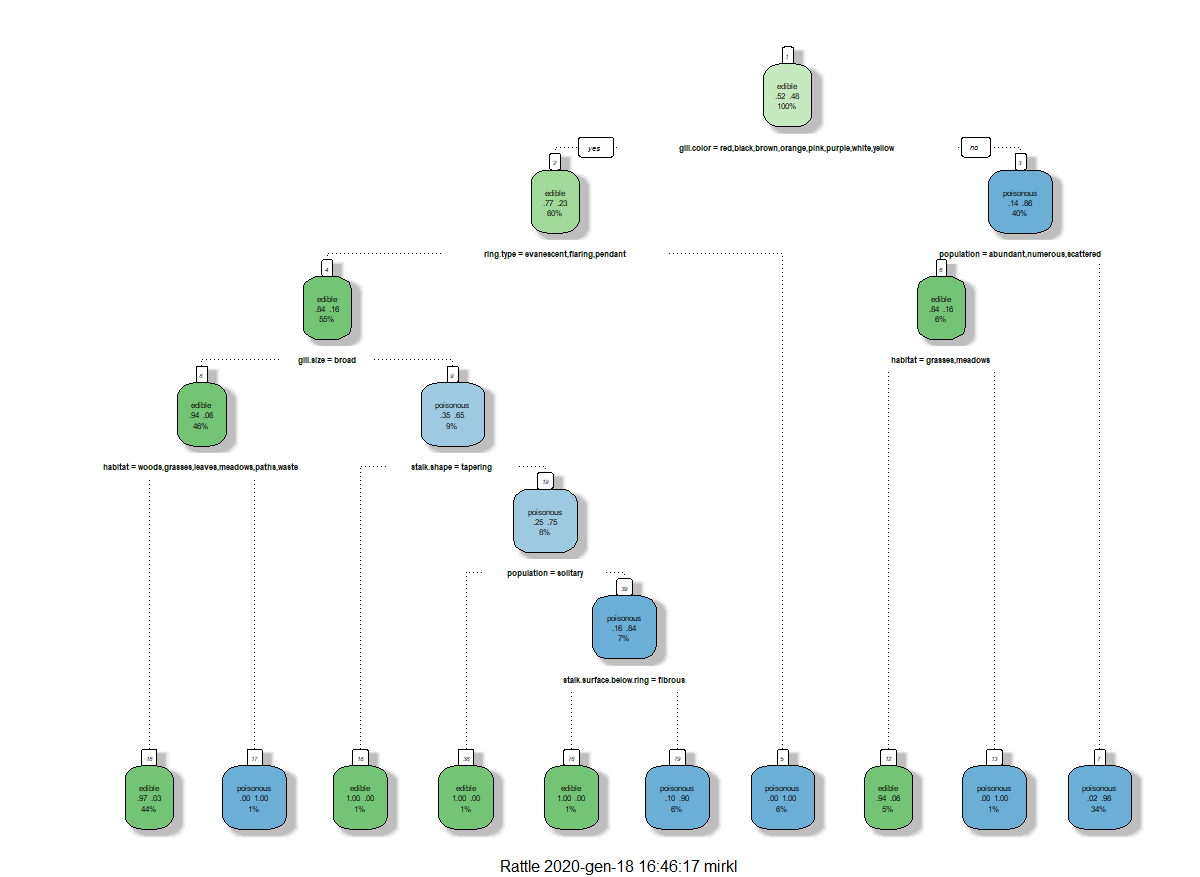 1
edible
.52 .48
100%
yes
gill.color = red,black,brown,orange,pink,purple,white,yellow
no
2
edible
.77 .23
60%
3
poisonous
.14 .86
40%
ring.type = evanescent,flaring,pendant
population = abundant,numerous,scattered
4
edible
.84 .16
55%
6
edible
.84 .16
6%
gill.size = broad
habitat = grasses,meadows
8
edible
.94 .06
46%
9
poisonous
.35 .65
9%
habitat = woods,grasses,leaves,meadows,paths,waste
stalk.shape = tapering
19
poisonous
.25 .75
8%
population = solitary
39
poisonous
.16 .84
7%
stalk.surface.below.ring = fibrous
16
edible
.97 .03
44%
17
poisonous
.00 1.00
1%
18
edible
1.00 .00
1%
38
edible
1.00 .00
1%
78
edible
1.00 .00
1%
79
poisonous
.10 .90
6%
5
poisonous
.00 1.00
6%
12
edible
.94 .06
5%
13
poisonous
.00 1.00
1%
7
poisonous
.02 .98
34%
Rattle 2020-gen-18 16:46:17 mirkl